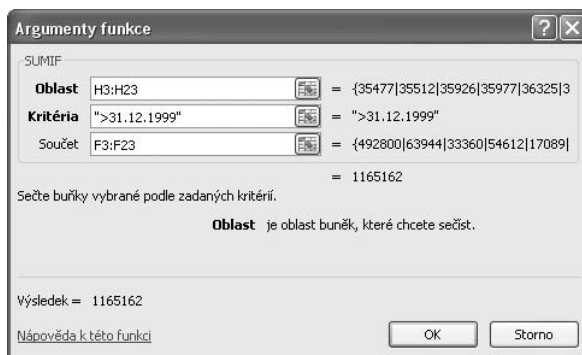 Argumenty funkce
SUMIF
Oblast H3:H23 = {35477|35512|35926|35977|36325|3
Kritéria ">31.12.1999" = ">31.12.1999"
Součet F3:F23 = {492800|63944|33360|54612|17089|
= 1165162
Sečte buňky vybrané podle zadaných kritérií.
Oblast je oblast buněk, které chcete sečíst.
Výsledek = 1165162
Nápověda k této funkci OK Storno